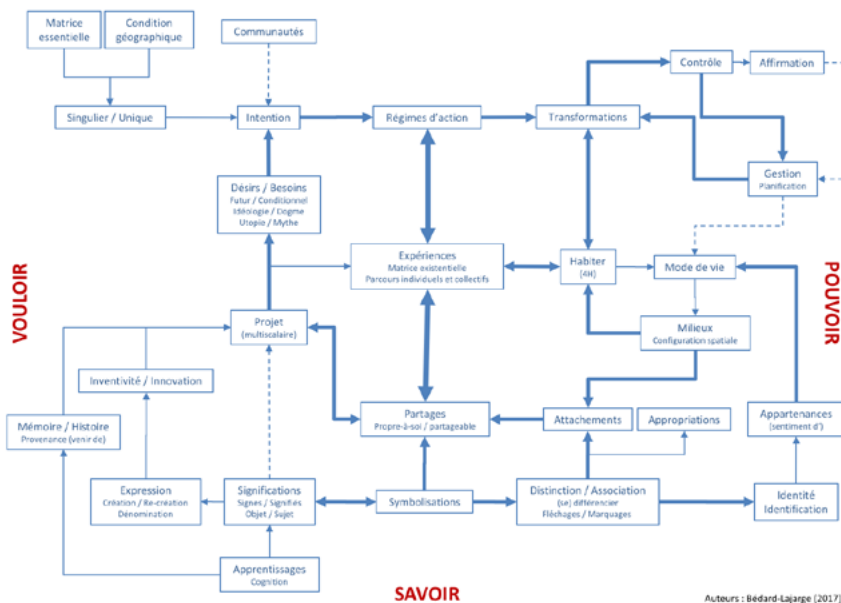 Matrice
essentielle
Condition
géographique
Communautés
Contrôle
Affirmation
Singulier / Unique
Intention
Régimes d'action
Transformations
Gestion
Planification
Désirs / Besoins
Futur / Conditionnel
Idéologie / Dogme
Utopie / Mythe
Expériences
Matrice existentielle
Parcours individuels et collectifs
Habiter
[4H]
Mode de vie
VOULOIR
POUVOIR
Projet
(multiscalaire)
Milieux
Configuration spatiale
Inventivité / Innovation
Mémoire / Histoire
Provenance (venir de)
Partages
Propre-à-soi / partageable
Attachements
Appropriations
Appartenances
(sentiment d')
Expression
Création / Re-création
Dénomination
Significations
Signes / Signifiés
Objet / Sujet
Symbolisations
Distinction / Association
(se) différencier
Fléchages / Marquages
Identité
Identification
Apprentissages
Cognition
SAVOIR
Auteurs : Bédard-Lajarge [2017]